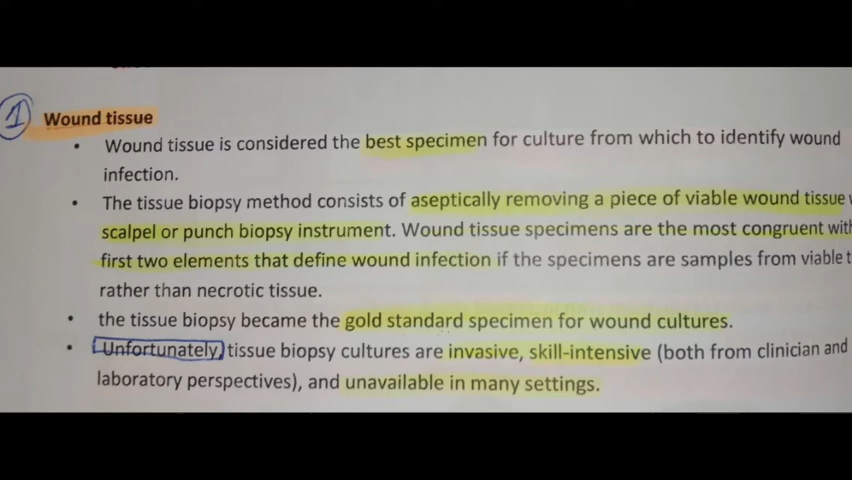 1 Wound tissue
• Wound tissue is considered the best specimen for culture from which to identify wound
infection.
• The tissue biopsy method consists of aseptically removing a piece of viable wound tissue
scalpel or punch biopsy instrument. Wound tissue specimens are the most congruent with
first two elements that define wound infection if the specimens are samples from viable
rather than necrotic tissue.
• the tissue biopsy became the gold standard specimen for wound cultures.
• Unfortunately, tissue biopsy cultures are invasive, skill-intensive (both from clinician and
laboratory perspectives), and unavailable in many settings.